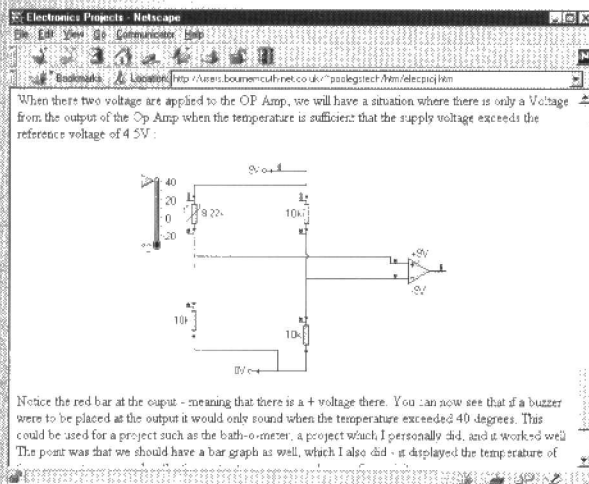 Electronics Projects - Netscape
File Edit View Go Communicator Help
Bookmarks Location: http://users.bournemouth-net.co.uk/~poolegstech/htm/elecproj.htm
When there two voltage are applied to the OP Amp, we will have a situation where there is only a Voltage
from the output of the Op Amp when the temperature is sufficient that the supply voltage exceeds the
reference voltage of 4.5V :
9V
40
20
0
-20
8.22k
10k
+9V
-9V
10k
10k
0V
Notice the red bar at the ouput - meaning that there is a + voltage there. You can now see that if a buzzer
were to be placed at the output it would only sound when the temperature exceeded 40 degrees. This
could be used for a project such as the bath-o-meter, a project which I personally did, and it worked well
The point was that we should have a bar graph as well, which I also did - it displayed the temperature of